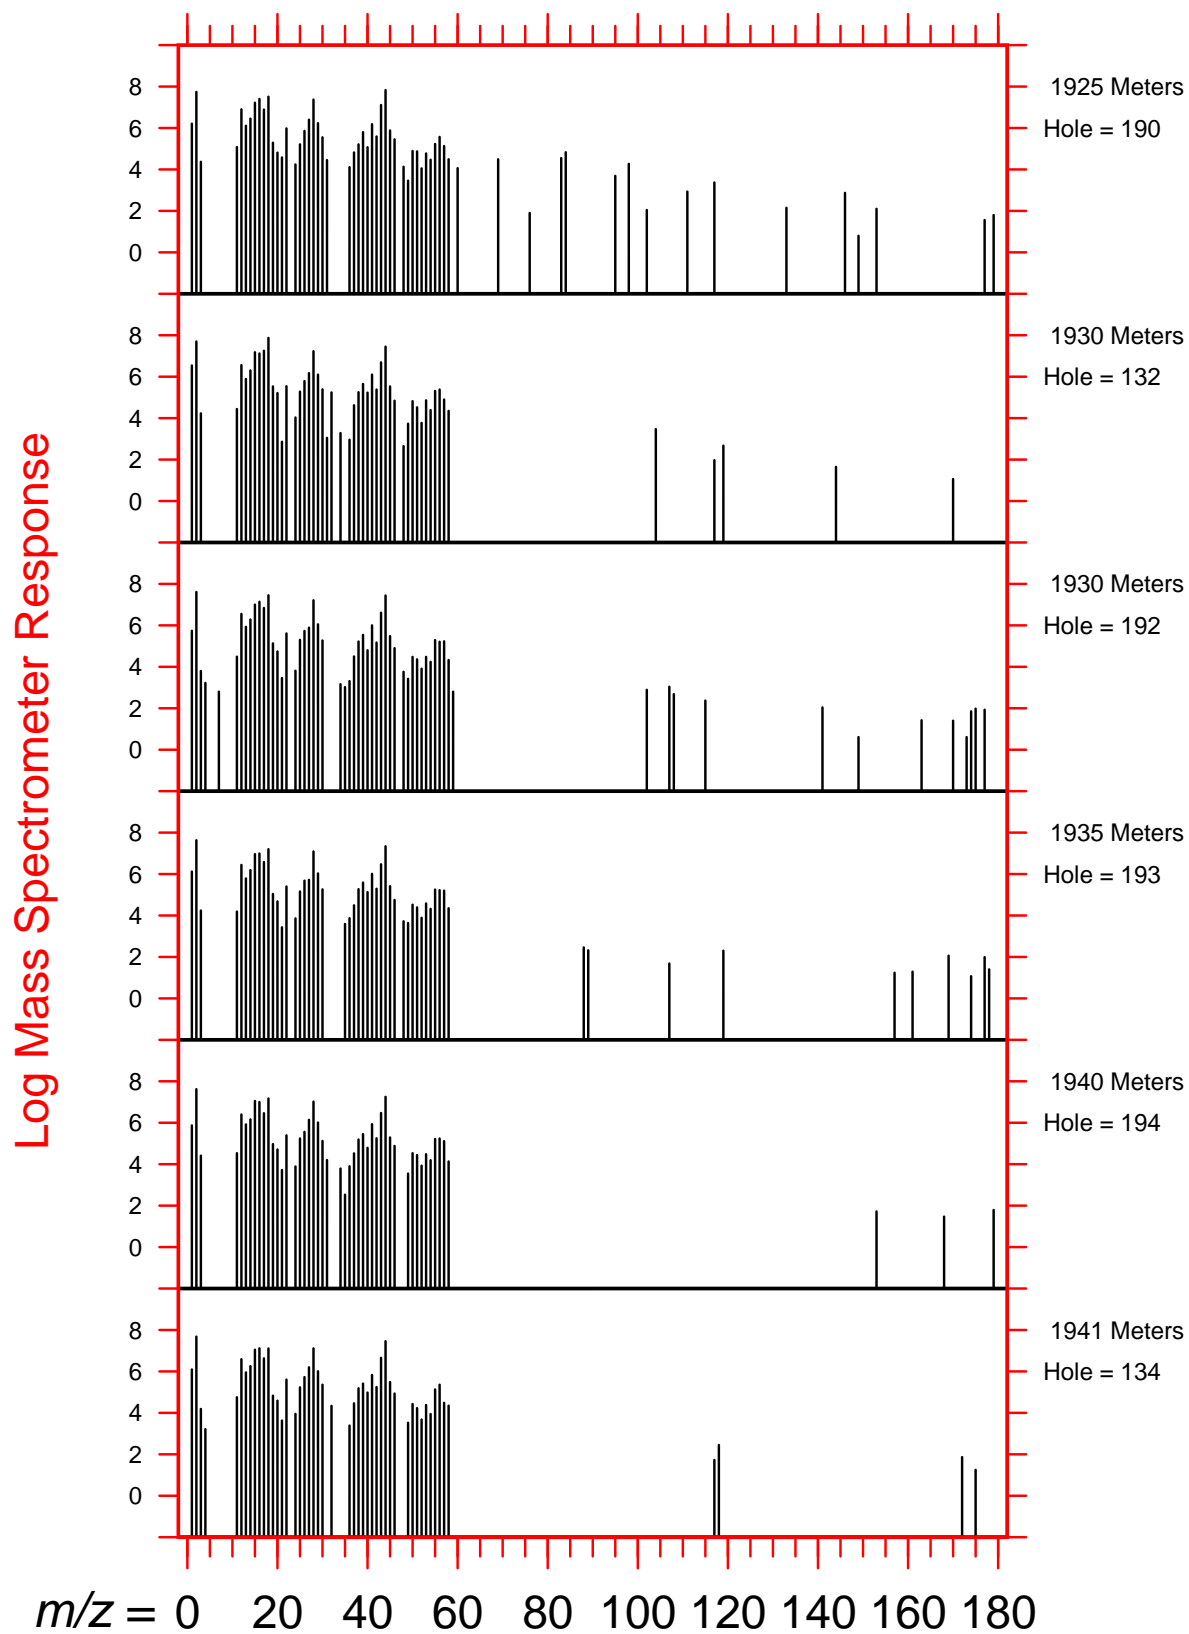 8 1925 Meters
6 Hole = 190
4
2
0
8 1930 Meters
6 Hole = 132
4
2
0
8 1930 Meters
6 Hole = 192
4
2
0
8 1935 Meters
6 Hole = 193
4
2
0
8 1940 Meters
6 Hole = 194
4
2
0
8 1941 Meters
6 Hole = 134
4
2
0
Log Mass Spectrometer Response
m/z = 0 20 40 60 80 100 120 140 160 180